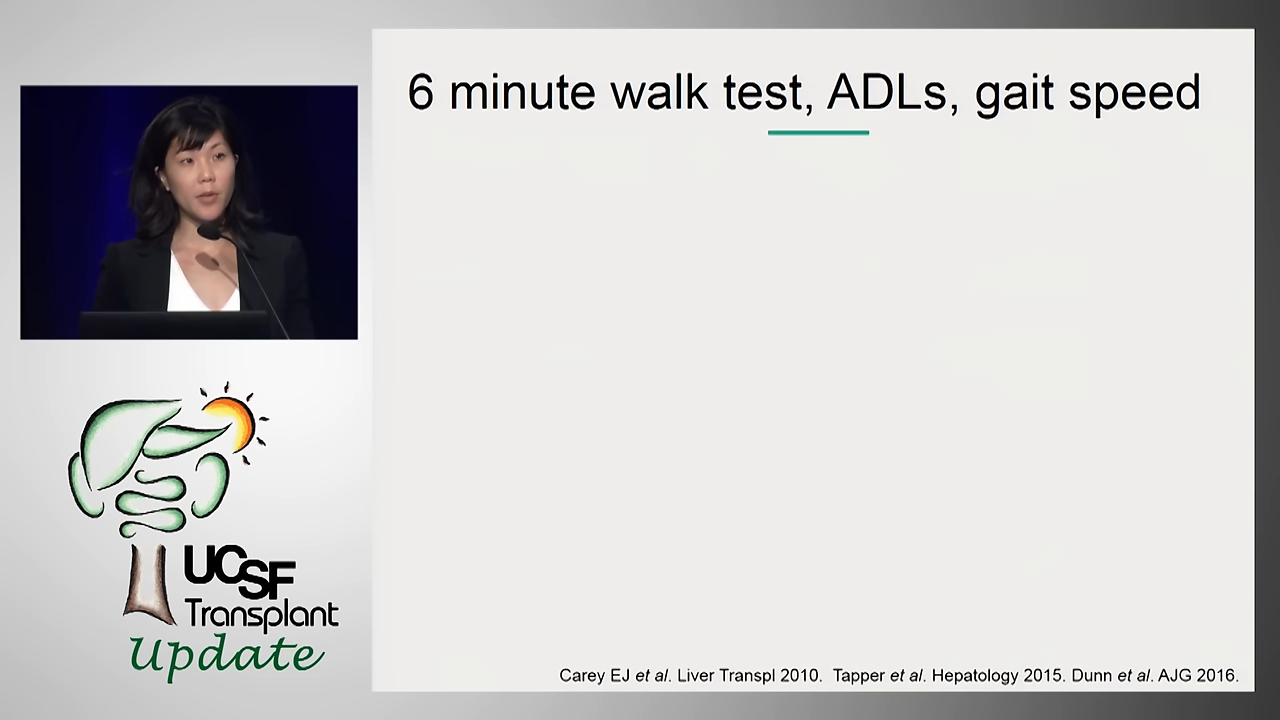 6 minute walk test, ADLs, gait speed
UCSF
Transplant
Update
Carey EJ et al. Liver Transpl 2010. Tapper et al. Hepatology 2015. Dunn et al. AJG 2016.